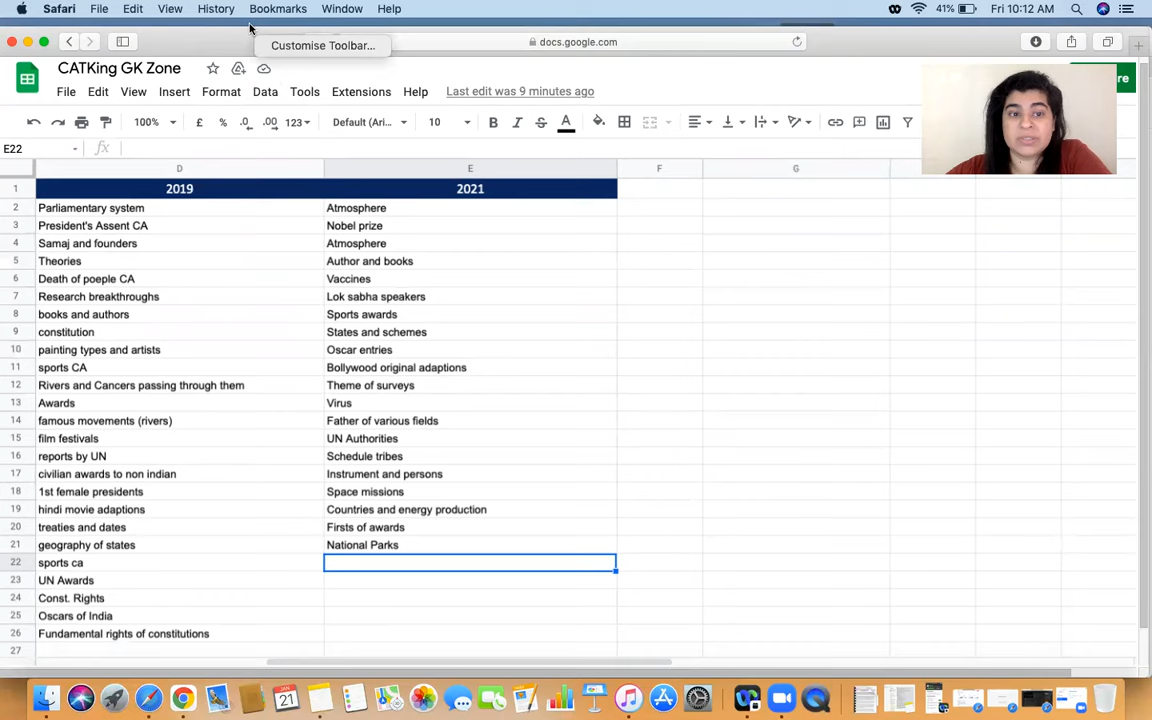 Safari File Edit View History Bookmarks Window Help 41% Fri 10:12 AM
Customise Toolbar... docs.google.com
CATKing GK Zone
File Edit View Insert Format Data Tools Extensions Help Last edit was 9 minutes ago
100% £ % .0 .00 123 Default (Ari... 10 B I S A
E22 fx
D E F G
1 2019 2021
2 Parliamentary system Atmosphere
3 President's Assent CA Nobel prize
4 Samaj and founders Atmosphere
5 Theories Author and books
6 Death of poeple CA Vaccines
7 Research breakthroughs Lok sabha speakers
8 books and authors Sports awards
9 constitution States and schemes
10 painting types and artists Oscar entries
11 sports CA Bollywood original adaptions
12 Rivers and Cancers passing through them Theme of surveys
13 Awards Virus
14 famous movements (rivers) Father of various fields
15 film festivals UN Authorities
16 reports by UN Schedule tribes
17 civilian awards to non indian Instrument and persons
18 1st female presidents Space missions
19 hindi movie adaptions Countries and energy production
20 treaties and dates Firsts of awards
21 geography of states National Parks
22 sports ca
23 UN Awards
24 Const. Rights
25 Oscars of India
26 Fundamental rights of constitutions
27
JAN 21